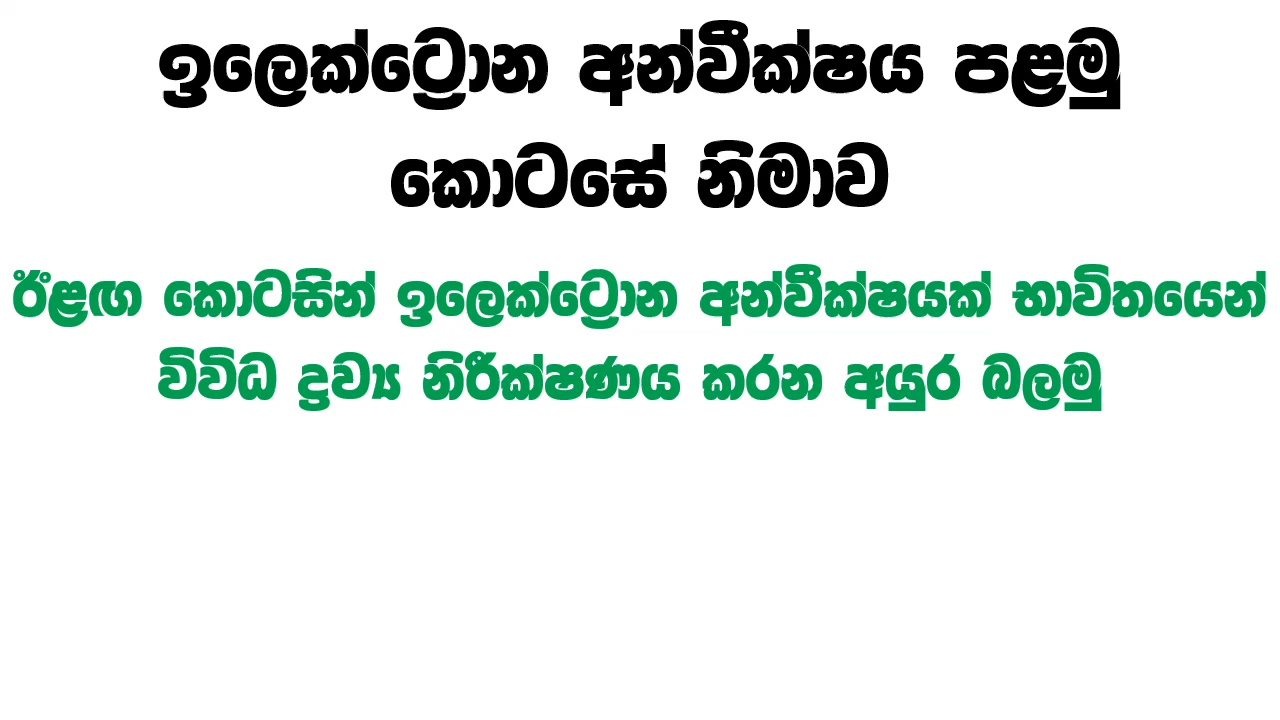 ඉලෙක්ට්‍රොන අන්වීක්ෂය පළමු
කොටසේ නිමාව
ඊළඟ කොටසින් ඉලෙක්ට්‍රොන අන්වීක්ෂයක් භාවිතයෙන්
විවිධ ද්‍රව්‍ය නිරීක්ෂණය කරන අයුර බලමු